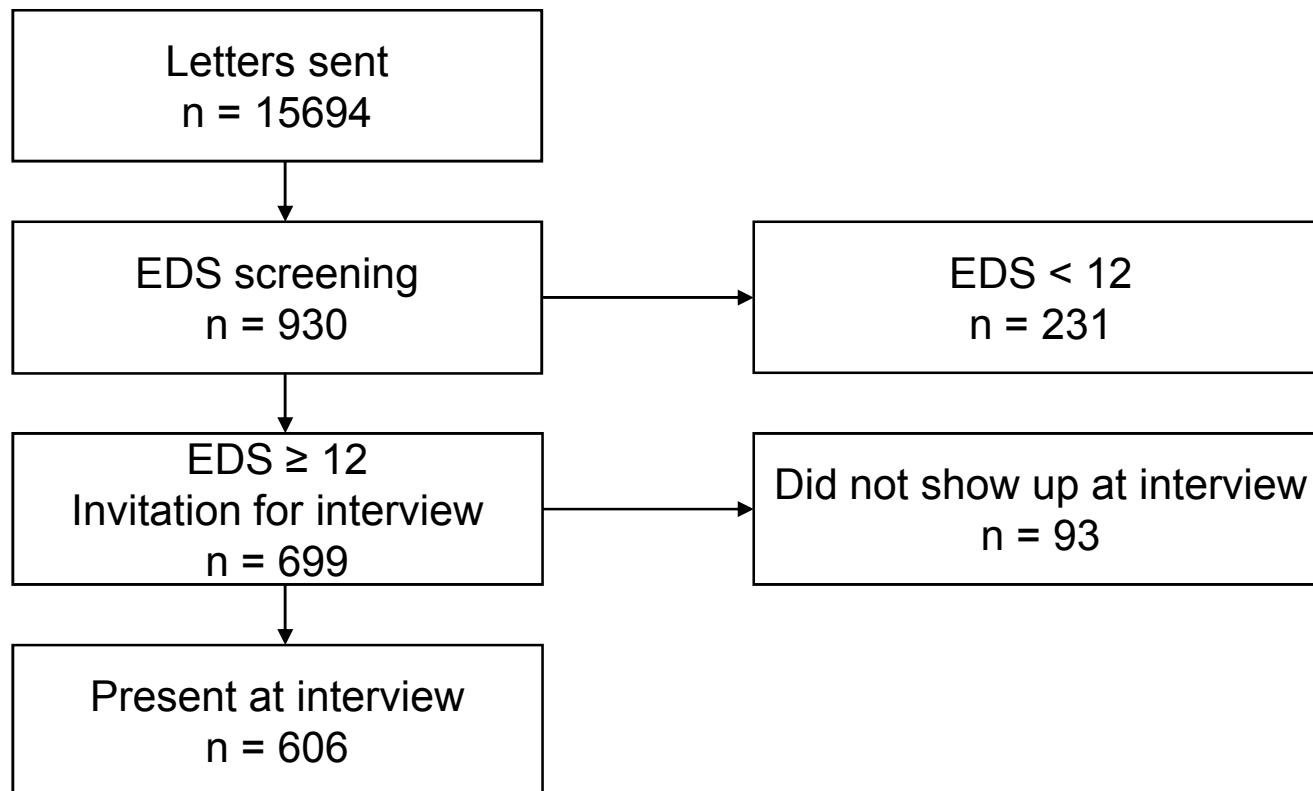 Letters sent
n = 15694
EDS screening
n = 930
EDS < 12
n = 231
EDS ≥ 12
Invitation for interview
n = 699
Did not show up at interview
n = 93
Present at interview
n = 606